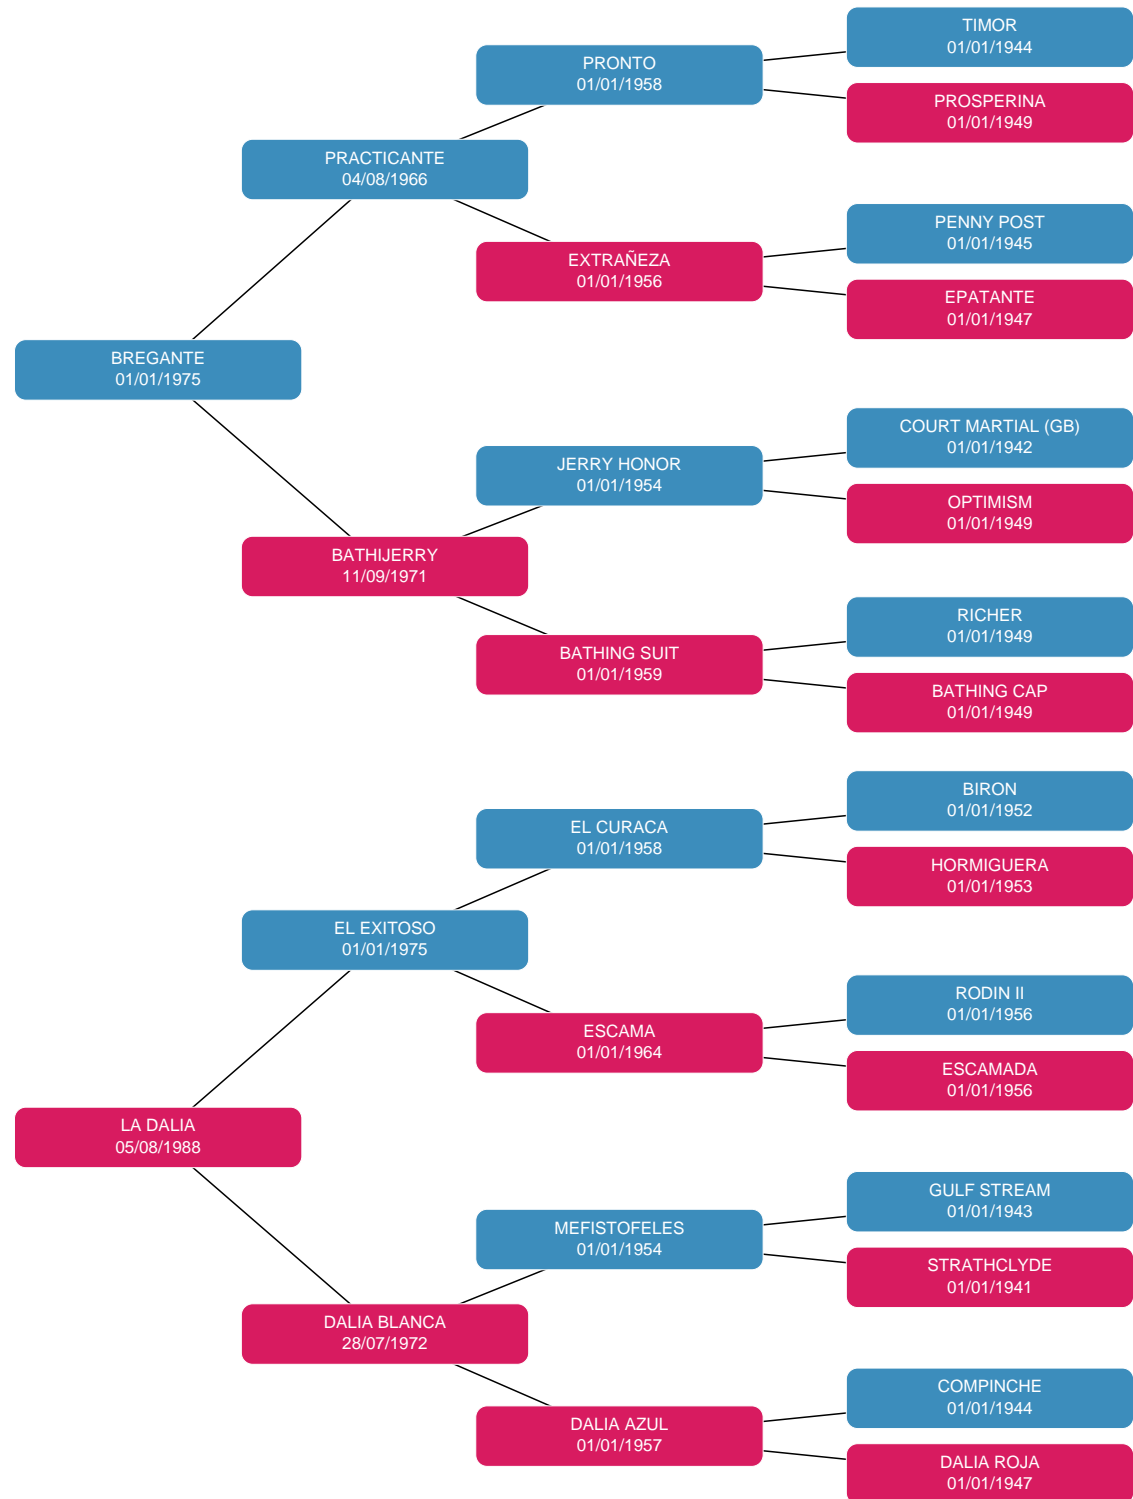 TIMOR
01/01/1944
PRONTO
01/01/1958
PROSPERINA
01/01/1949
PRACTICANTE
04/08/1966
PENNY POST
01/01/1945
EXTRAÑEZA
01/01/1956
EPATANTE
01/01/1947
BREGANTE
01/01/1975
COURT MARTIAL (GB)
01/01/1942
JERRY HONOR
01/01/1954
OPTIMISM
01/01/1949
BATHIJERRY
11/09/1971
RICHER
01/01/1949
BATHING SUIT
01/01/1959
BATHING CAP
01/01/1949
BIRON
01/01/1952
EL CURACA
01/01/1958
HORMIGUERA
01/01/1953
EL EXITOSO
01/01/1975
RODIN II
01/01/1956
ESCAMA
01/01/1964
ESCAMADA
01/01/1956
LA DALIA
05/08/1988
GULF STREAM
01/01/1943
MEFISTOFELES
01/01/1954
STRATHCLYDE
01/01/1941
DALIA BLANCA
28/07/1972
COMPINCHE
01/01/1944
DALIA AZUL
01/01/1957
DALIA ROJA
01/01/1947